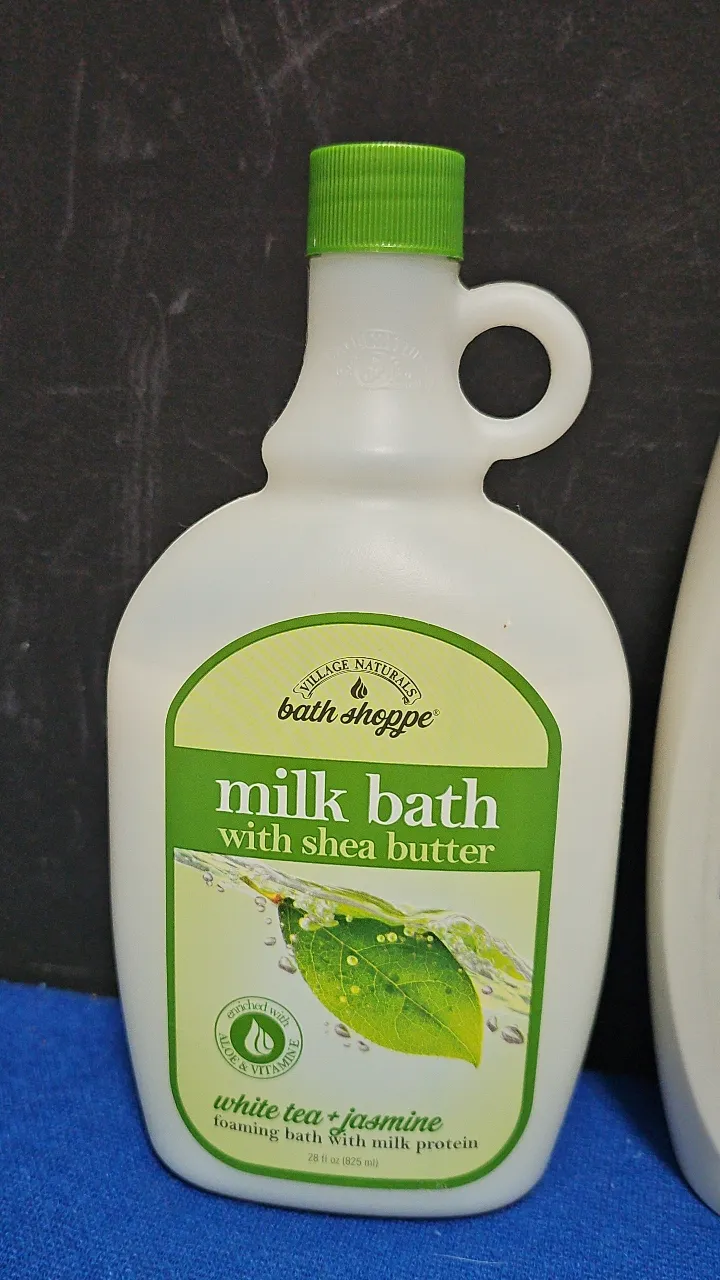 VILLAGE NATURALS
bath shoppe®
milk bath
with shea butter
enriched with
ALOE & VITAMIN E
white tea + jasmine
foaming bath with milk protein
28 fl oz (825 ml)